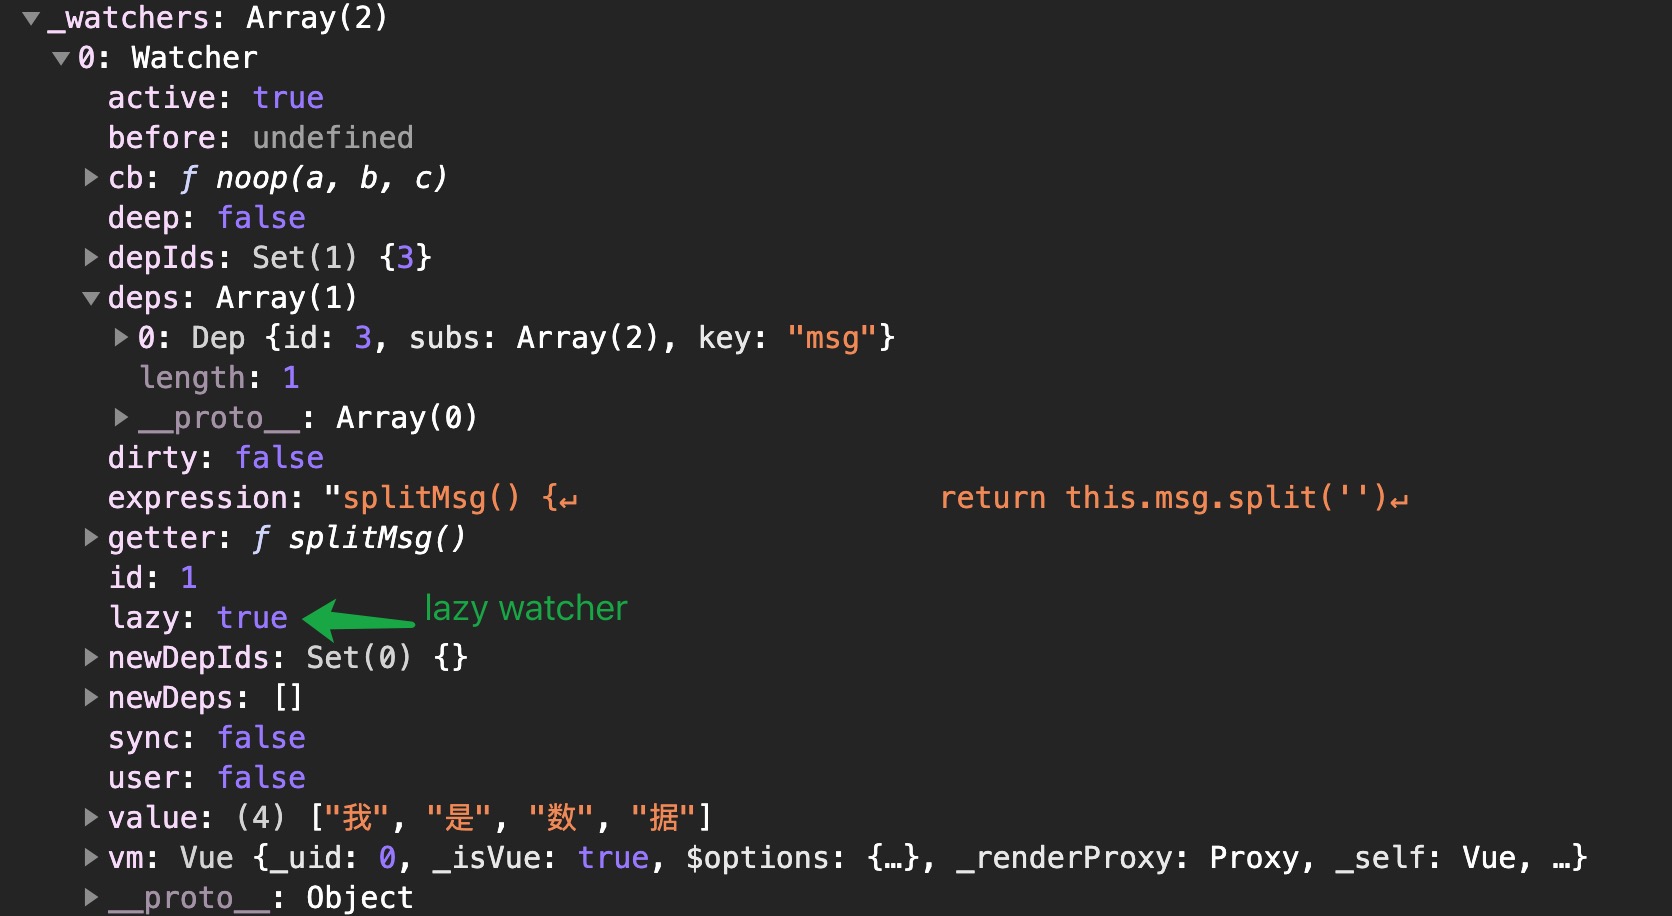 ▼_watchers: Array(2)
▼0: Watcher
active: true
before: undefined
▶cb: ƒ noop(a, b, c)
deep: false
▶depIds: Set(1) {3}
▼deps: Array(1)
▶0: Dep {id: 3, subs: Array(2), key: "msg"}
length: 1
▶__proto__: Array(0)
dirty: false
expression: "splitMsg() {↵ return this.msg.split('')↵
▶getter: ƒ splitMsg()
id: 1
lazy: true lazy watcher
▶newDepIds: Set(0) {}
▶newDeps: []
sync: false
user: false
▶value: (4) ["我", "是", "数", "据"]
▶vm: Vue {_uid: 0, _isVue: true, $options: {…}, _renderProxy: Proxy, _self: Vue, …}
▶__proto__: Object